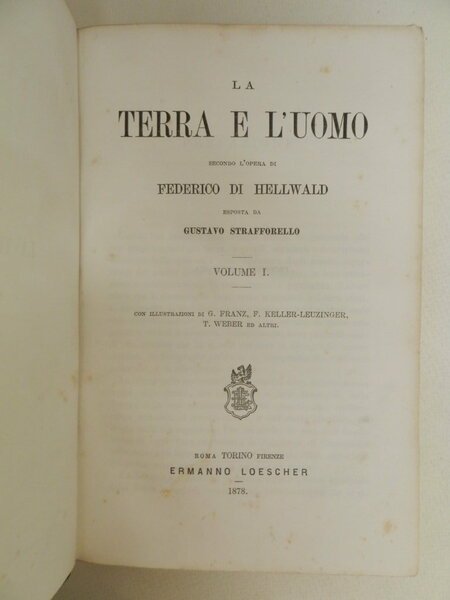 LA
TERRA E L'UOMO
SECONDO L'OPERA DI
FEDERICO DI HELLWALD
ESPOSTA DA
GUSTAVO STRAFFORELLO
VOLUME I.
CON ILLUSTRAZIONI DI G. FRANZ, F. KELLER-LEUZINGER,
T. WEBER ED ALTRI.
ROMA TORINO FIRENZE
ERMANNO LOESCHER
1878.